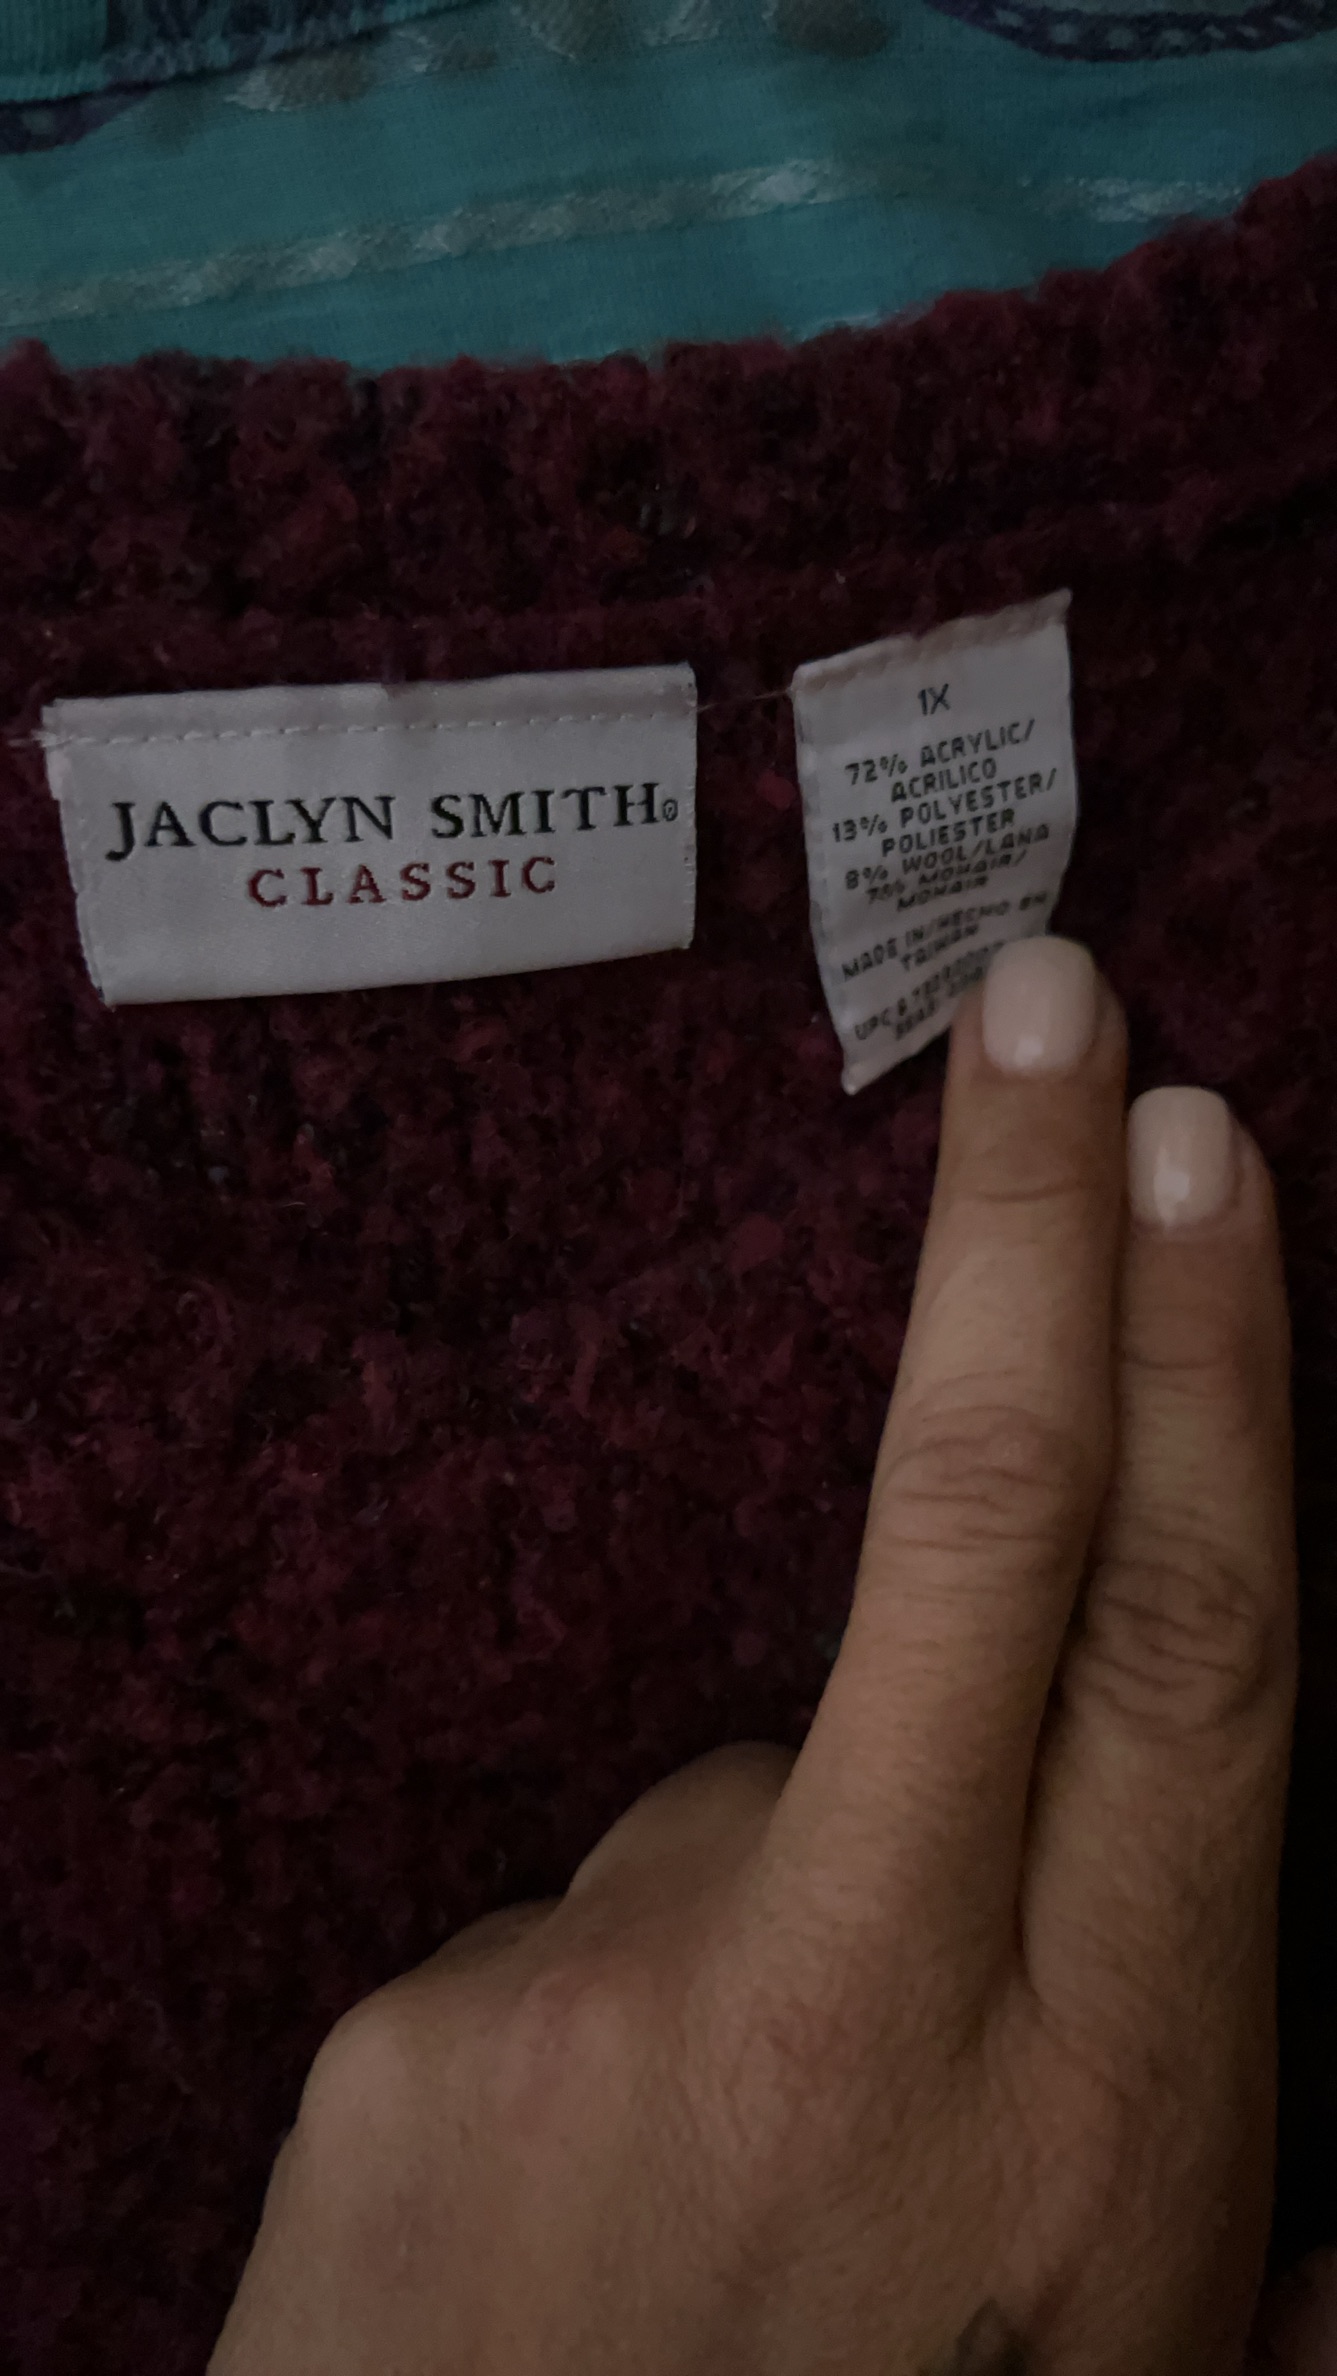 JACLYN SMITH®
CLASSIC
1X
72% ACRYLIC/
ACRILICO
13% POLYESTER/
POLIESTER
8% WOOL/LANA
7% MOHAIR/
MOHAIR
MADE IN/HECHO EN
TAIWAN
UPC